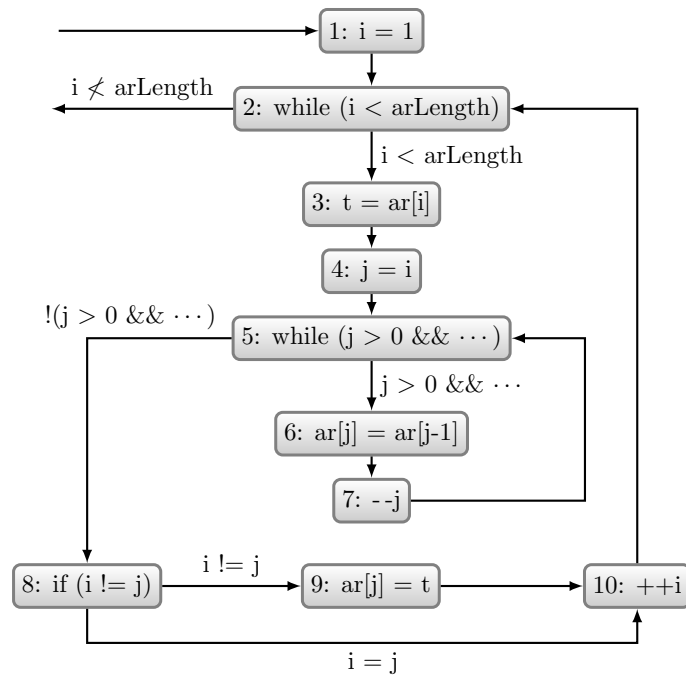 1: i = 1
i ≮ arLength
2: while (i < arLength)
i < arLength
3: t = ar[i]
4: j = i
!(j > 0 && ⋯)
5: while (j > 0 && ⋯)
j > 0 && ⋯
6: ar[j] = ar[j-1]
7: --j
8: if (i != j)
i != j
9: ar[j] = t
10: ++i
i = j